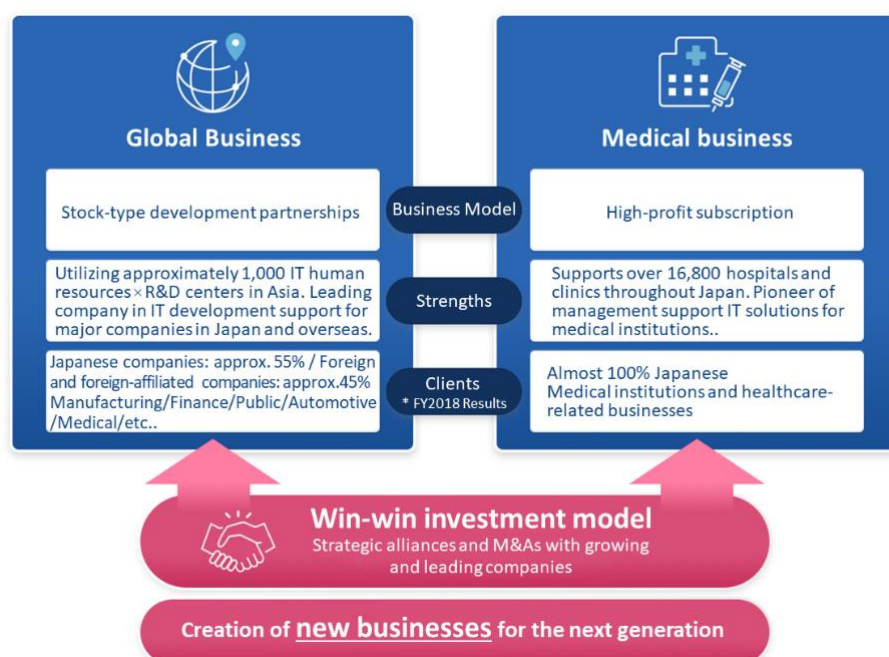 Global Business
Stock-type development partnerships
Utilizing approximately 1,000 IT human
resources×R&D centers in Asia. Leading
company in IT development support for
major companies in Japan and overseas.
Japanese companies: approx. 55% / Foreign
and foreign-affiliated companies: approx.45%
Manufacturing/Finance/Public/Automotive
/Medical/etc..
Business Model
Strengths
Clients
* FY2018 Results
Medical business
High-profit subscription
Supports over 16,800 hospitals and
clinics throughout Japan. Pioneer of
management support IT solutions for
medical institutions..
Almost 100% Japanese
Medical institutions and healthcare-
related businesses
Win-win investment model
Strategic alliances and M&As with growing
and leading companies
Creation of new businesses for the next generation